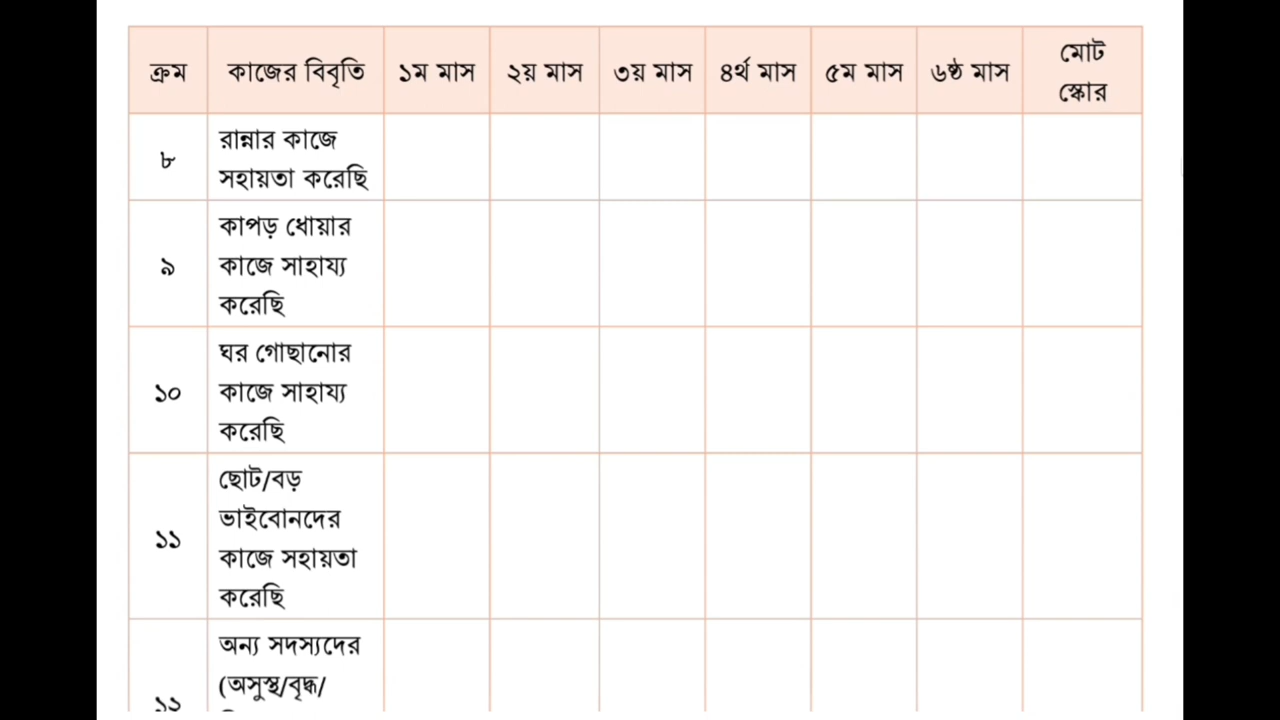 ক্রম কাজের বিবৃতি ১ম মাস ২য় মাস ৩য় মাস ৪র্থ মাস ৫ম মাস ৬ষ্ঠ মাস মোট
স্কোর
৮ রান্নার কাজে
সহায়তা করেছি
৯ কাপড় ধোয়ার
কাজে সাহায্য
করেছি
১০ ঘর গোছানোর
কাজে সাহায্য
করেছি
১১ ছোট/বড়
ভাইবোনদের
কাজে সহায়তা
করেছি
১২ অন্য সদস্যদের
(অসুস্থ/বৃদ্ধ/